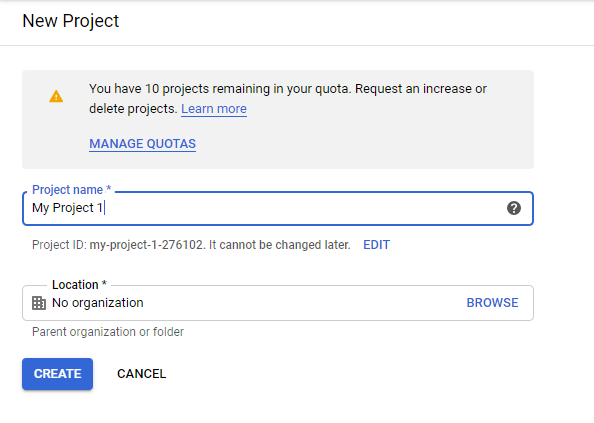 New Project
You have 10 projects remaining in your quota. Request an increase or
delete projects. Learn more
MANAGE QUOTAS
Project name *
My Project 1
Project ID: my-project-1-276102. It cannot be changed later. EDIT
Location *
No organization BROWSE
Parent organization or folder
CREATE CANCEL